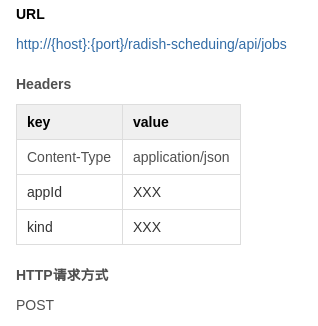 URL
http://{host}:{port}/radish-scheduing/api/jobs
Headers
key value
Content-Type application/json
appId XXX
kind XXX
HTTP请求方式
POST